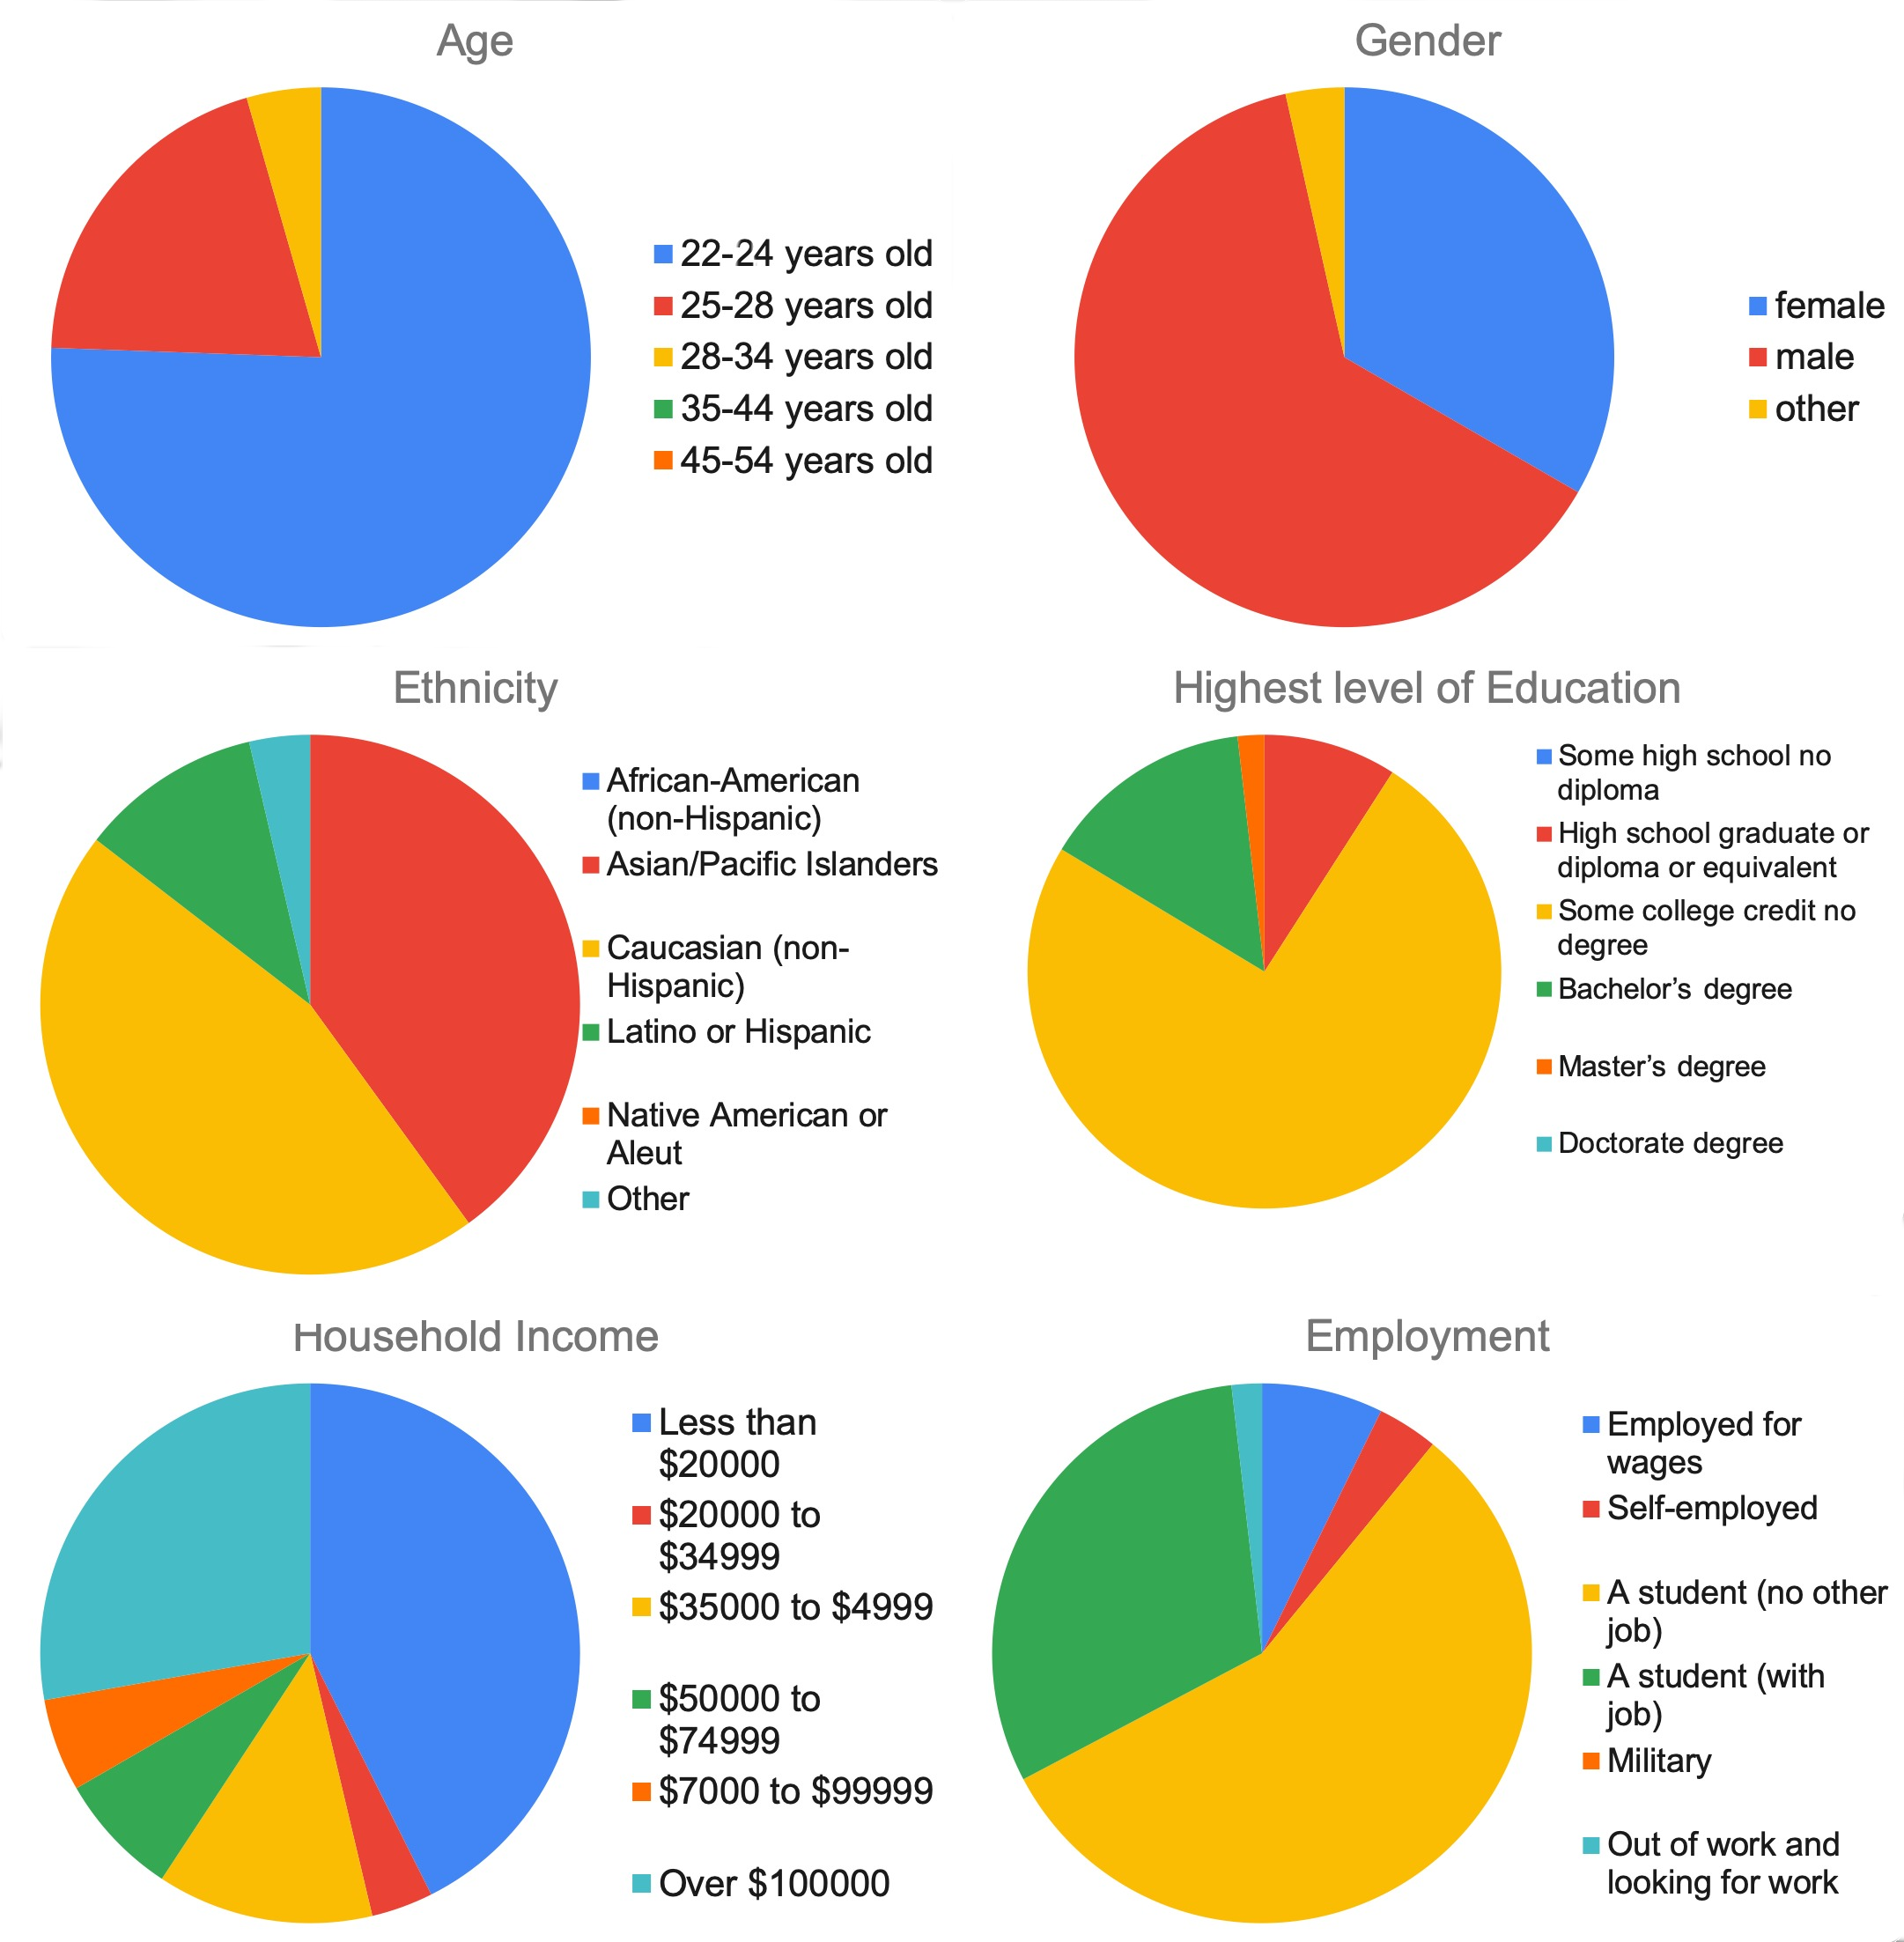 Age
22-24 years old
25-28 years old
28-34 years old
35-44 years old
45-54 years old
Gender
female
male
other
Ethnicity
African-American
(non-Hispanic)
Asian/Pacific Islanders
Caucasian (non-
Hispanic)
Latino or Hispanic
Native American or
Aleut
Other
Highest level of Education
Some high school no
diploma
High school graduate or
diploma or equivalent
Some college credit no
degree
Bachelor’s degree
Master’s degree
Doctorate degree
Household Income
Less than
$20000
$20000 to
$34999
$35000 to $4999
$50000 to
$74999
$7000 to $99999
Over $100000
Employment
Employed for
wages
Self-employed
A student (no other
job)
A student (with
job)
Military
Out of work and
looking for work